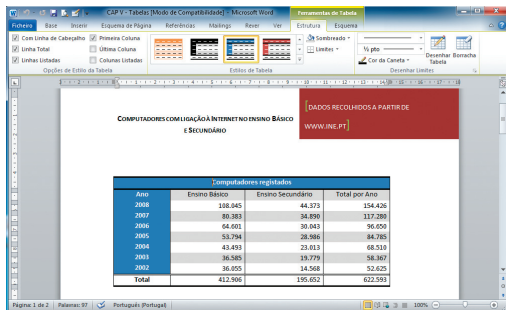 CAP V - Tabelas [Modo de Compatibilidade] - Microsoft Word
Ferramentas de Tabela
Ficheiro Base Inserir Esquema de Página Referências Mailings Rever Ver Estrutura Esquema
Com Linha de Cabeçalho Primeira Coluna
Linha Total Última Coluna
Linhas Listadas Colunas Listadas
Opções de Estilo da Tabela
Estilos de Tabela
Sombreado
Limites
½ pto
Cor da Caneta
Desenhar Tabela
Borracha
Desenhar Limites
[DADOS RECOLHIDOS A PARTIR DE
WWW.INE.PT]
COMPUTADORES COM LIGAÇÃO À INTERNET NO ENSINO BÁSICO
E SECUNDÁRIO
Computadores registados
Ano Ensino Básico Ensino Secundário Total por Ano
2008 108.045 44.373 154.426
2007 80.383 34.890 117.280
2006 64.601 30.043 96.650
2005 53.794 28.986 84.785
2004 43.493 23.013 68.510
2003 36.585 19.779 58.367
2002 36.055 14.568 52.625
Total 412.906 195.652 622.593
Página: 1 de 2 Palavras: 97 Português (Portugal) 100%